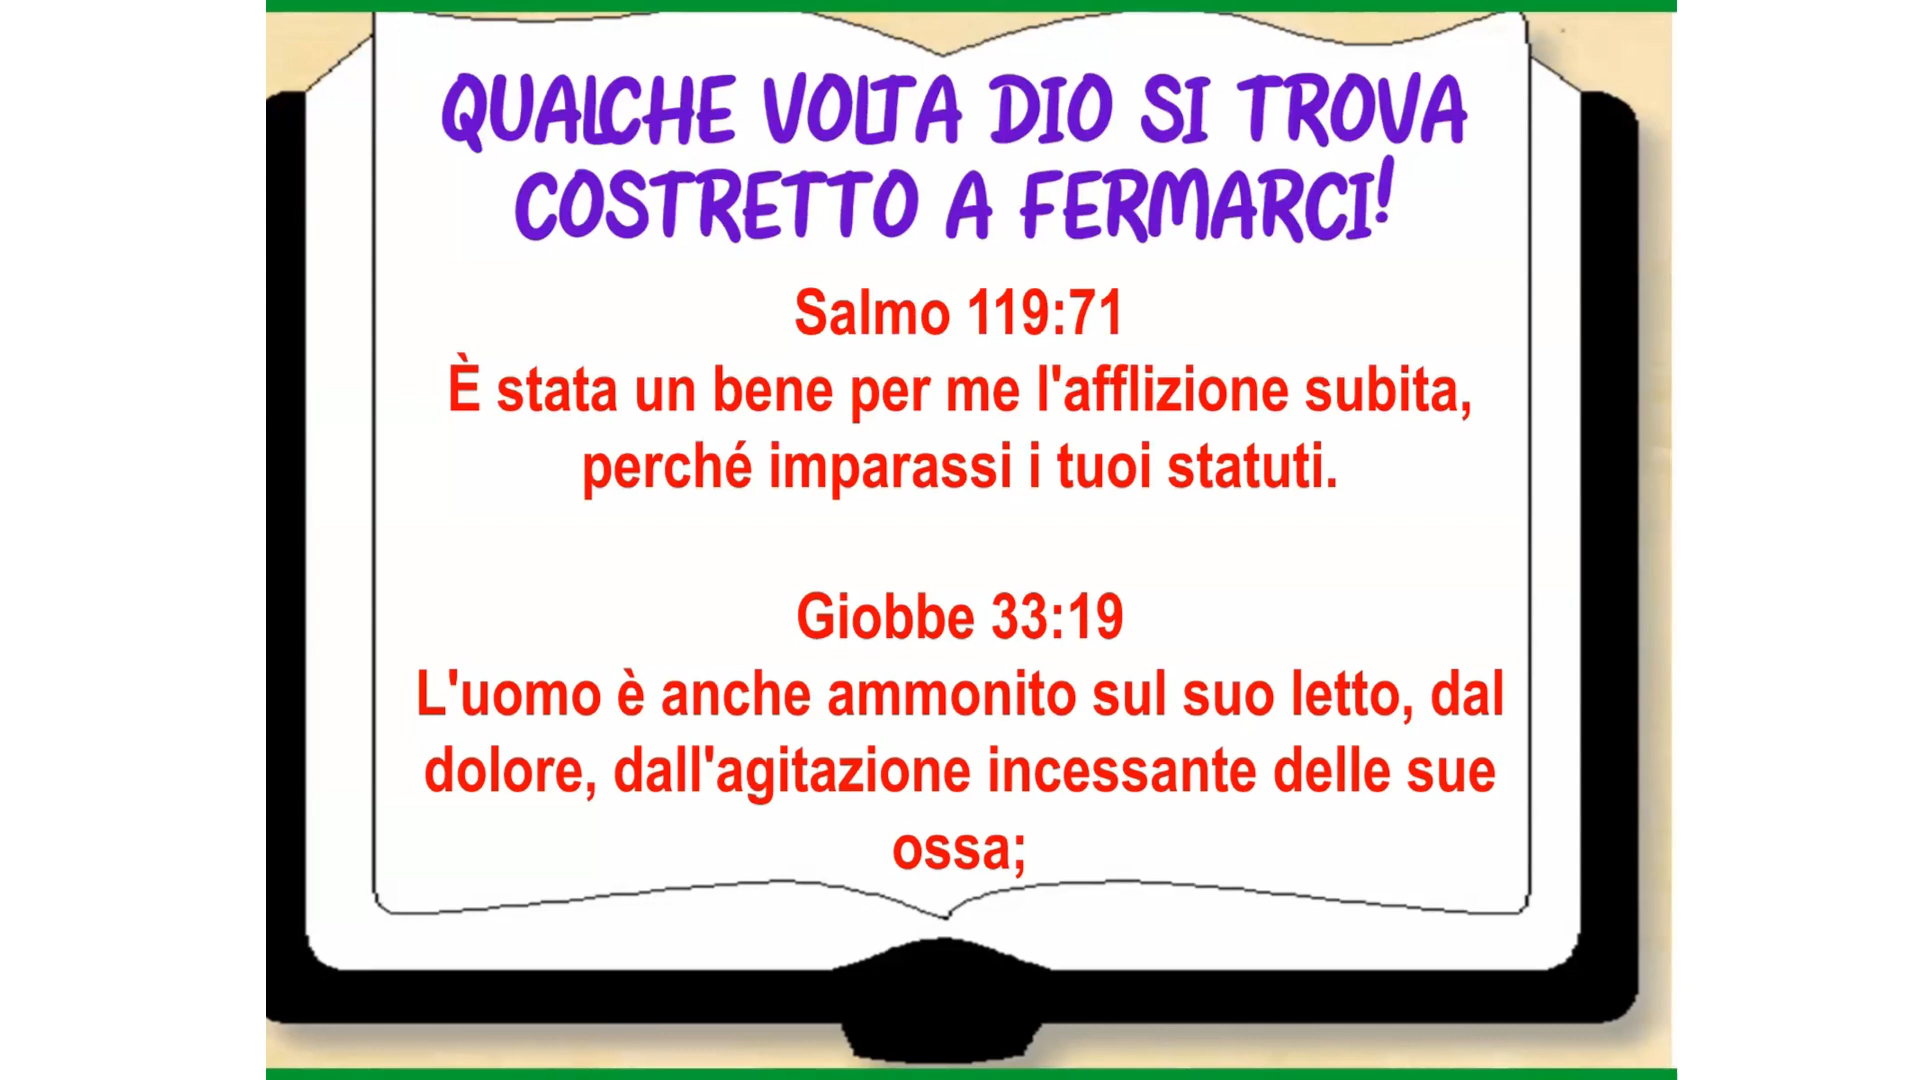 QUALCHE VOLTA DIO SI TROVA
COSTRETTO A FERMARCI!
Salmo 119:71
È stata un bene per me l'afflizione subita,
perché imparassi i tuoi statuti.
Giobbe 33:19
L'uomo è anche ammonito sul suo letto, dal
dolore, dall'agitazione incessante delle sue
ossa;